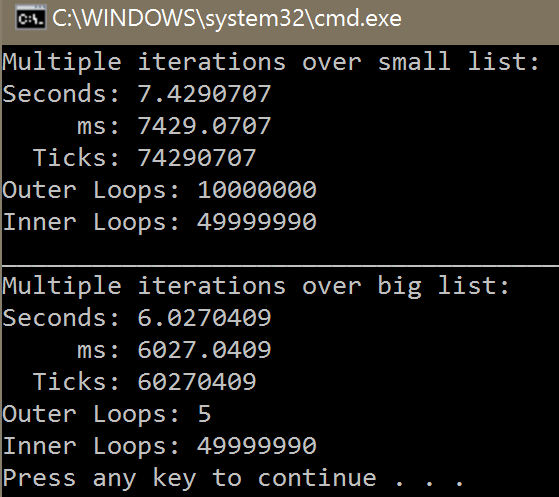 C:\WINDOWS\system32\cmd.exe
Multiple iterations over small list:
Seconds: 7.4290707
     ms: 7429.0707
  Ticks: 74290707
Outer Loops: 10000000
Inner Loops: 49999990
______________________________________
Multiple iterations over big list:
Seconds: 6.0270409
     ms: 6027.0409
  Ticks: 60270409
Outer Loops: 5
Inner Loops: 49999990
Press any key to continue . . .